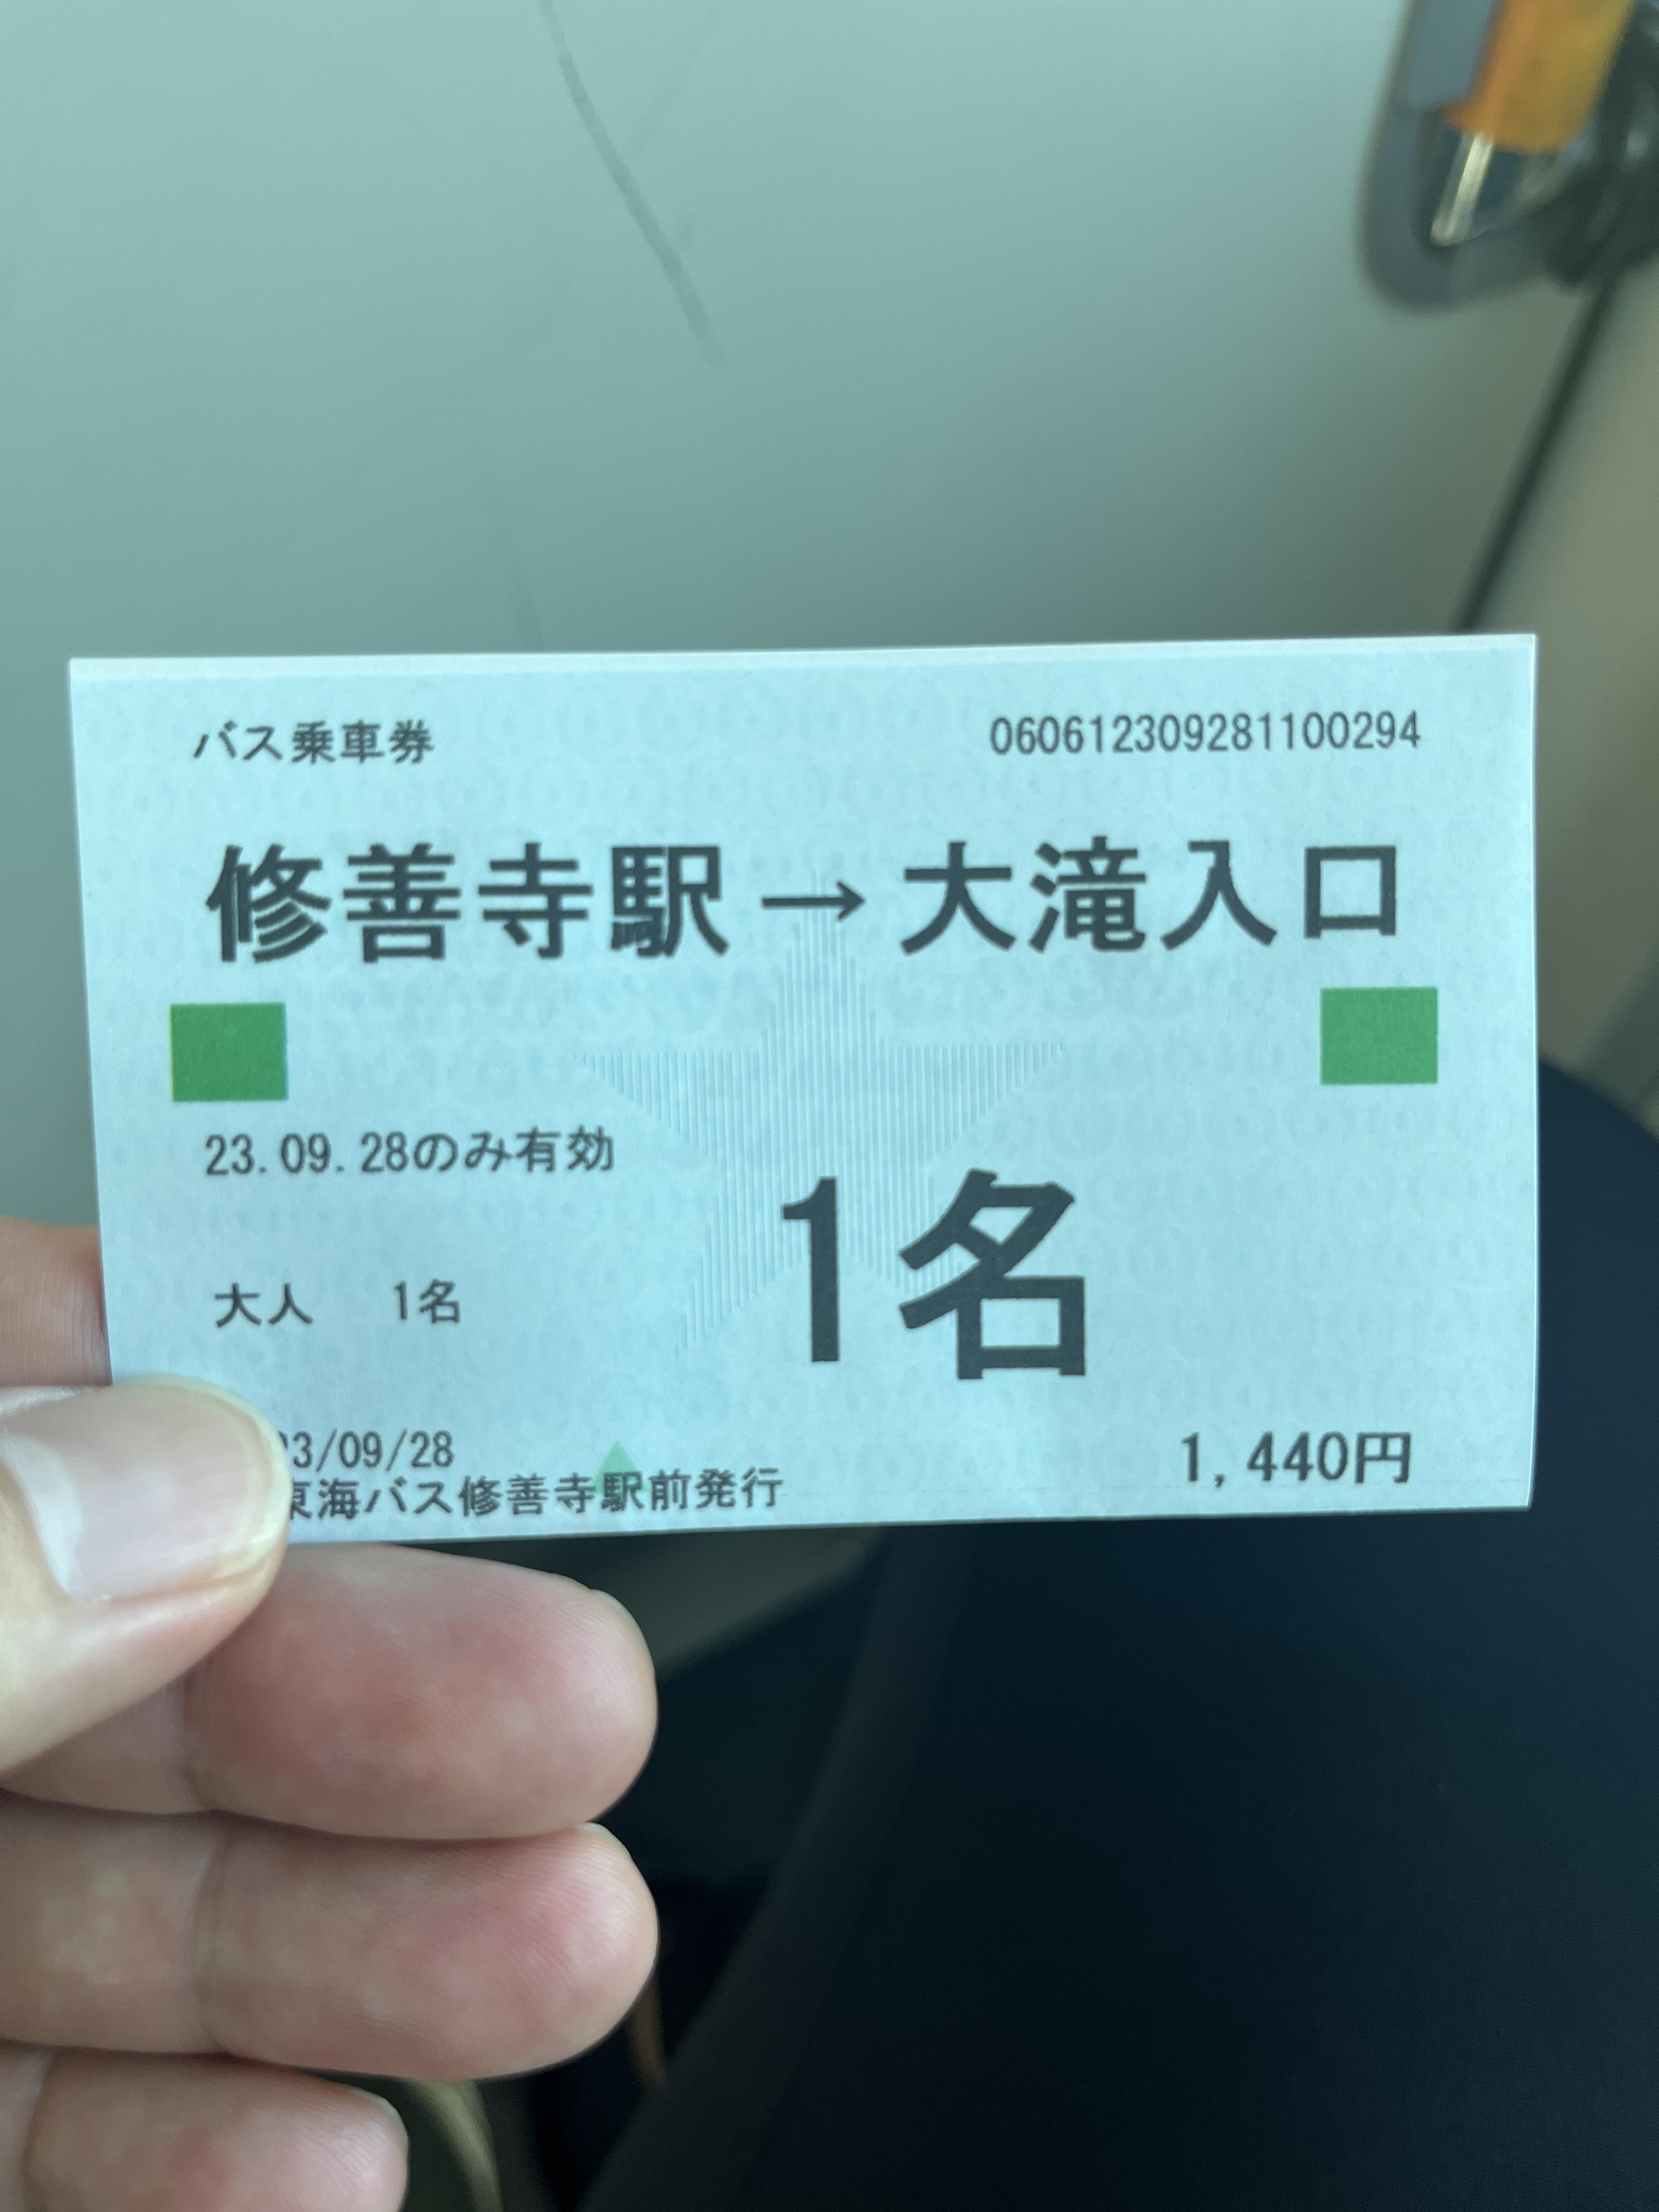 バス乗車券
060612309281100294
修善寺駅→大滝入口
23.09.28のみ有効
大人 1名
1名
3/09/28
東海バス修善寺駅前発行
1,440円